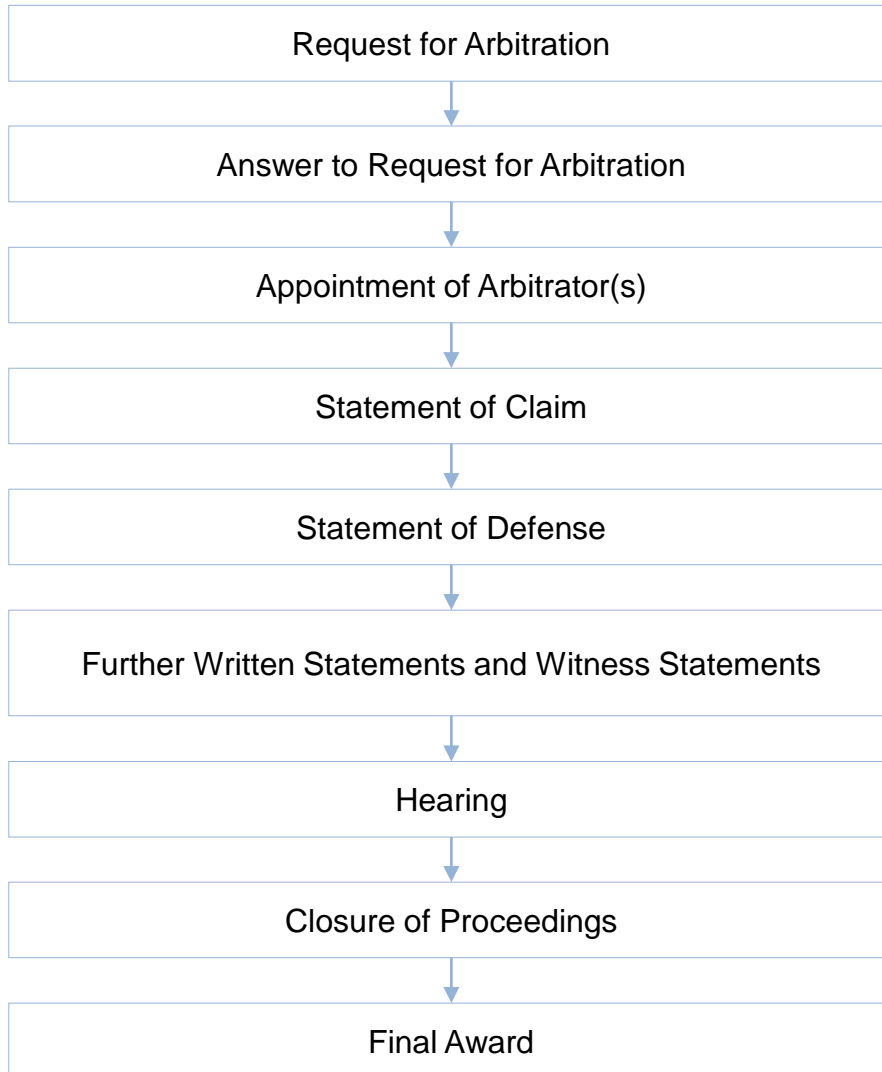 Request for Arbitration
Answer to Request for Arbitration
Appointment of Arbitrator(s)
Statement of Claim
Statement of Defense
Further Written Statements and Witness Statements
Hearing
Closure of Proceedings
Final Award